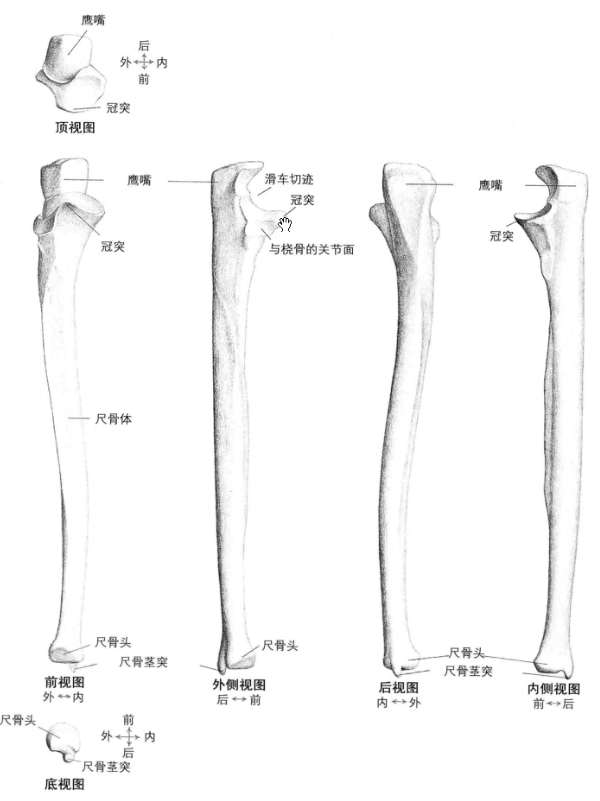 鹰嘴
后
外 内
前
冠突
顶视图
鹰嘴
滑车切迹
冠突
与桡骨的关节面
冠突
鹰嘴
冠突
尺骨体
尺骨头
尺骨茎突
尺骨头
尺骨头
尺骨茎突
前视图
外↔内
外侧视图
后↔前
后视图
内↔外
内侧视图
前↔后
尺骨头
前
外 内
后
尺骨茎突
底视图